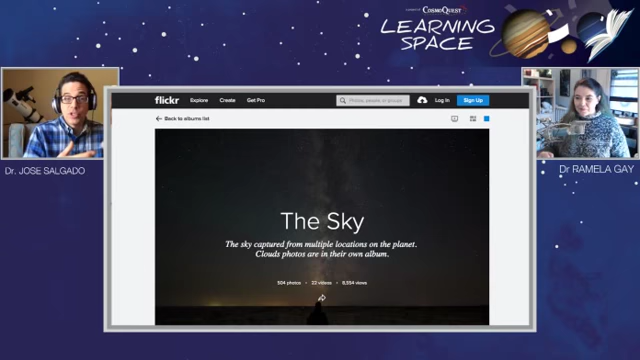 COSMOQUEST
LEARNING
SPACE
flickr Explore Create Get Pro Photos, people, or groups Log In Sign Up
Back to albums list
Dr. JOSE SALGADO
Dr RAMELA GAY
The Sky
The sky captured from multiple locations on the planet.
Clouds photos are in their own album.
504 photos • 22 videos • 8,554 views